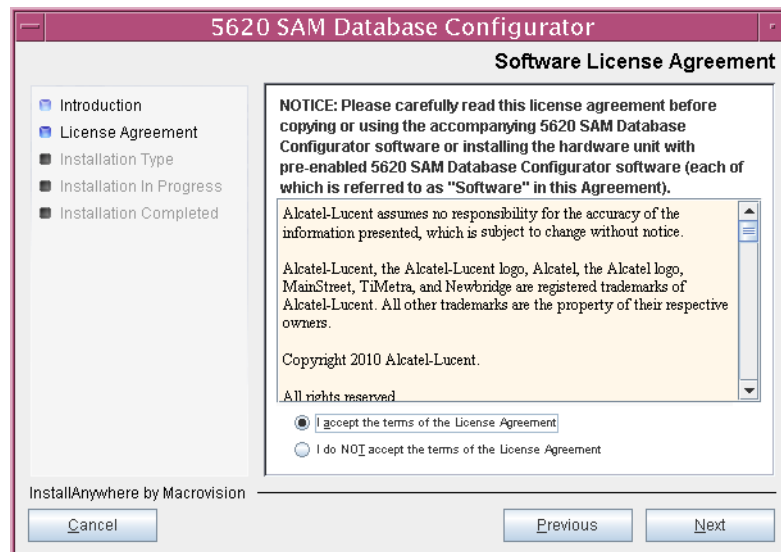 5620 SAM Database Configurator
Software License Agreement
Introduction
License Agreement
Installation Type
Installation In Progress
Installation Completed
NOTICE: Please carefully read this license agreement before
copying or using the accompanying 5620 SAM Database
Configurator software or installing the hardware unit with
pre-enabled 5620 SAM Database Configurator software (each of
which is referred to as "Software" in this Agreement).
Alcatel-Lucent assumes no responsibility for the accuracy of the
information presented, which is subject to change without notice.
Alcatel-Lucent, the Alcatel-Lucent logo, Alcatel, the Alcatel logo,
MainStreet, TiMetra, and Newbridge are registered trademarks of
Alcatel-Lucent. All other trademarks are the property of their respective
owners.
Copyright 2010 Alcatel-Lucent.
All rights reserved
I accept the terms of the License Agreement
I do NOT accept the terms of the License Agreement
InstallAnywhere by Macrovision
Cancel
Previous
Next